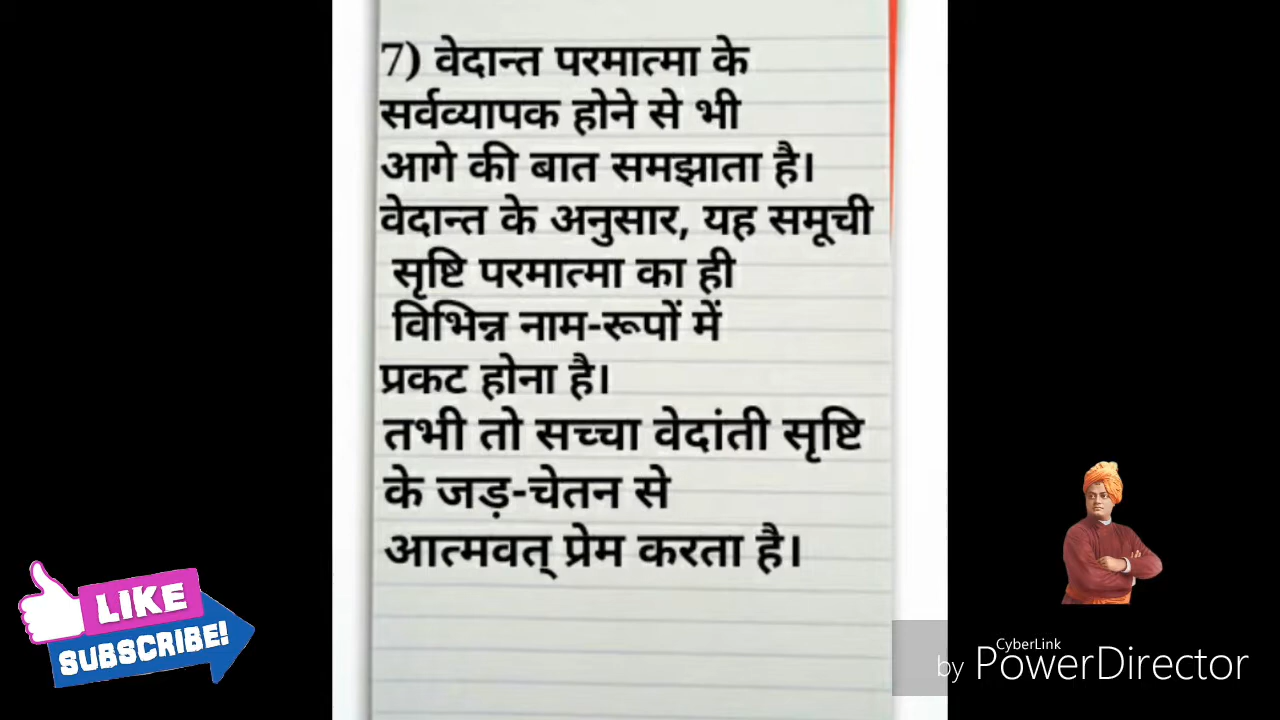 7) वेदान्त परमात्मा के
सर्वव्यापक होने से भी
आगे की बात समझाता है।
वेदान्त के अनुसार, यह समूची
सृष्टि परमात्मा का ही
विभिन्न नाम-रूपों में
प्रकट होना है।
तभी तो सच्चा वेदांती सृष्टि
के जड़-चेतन से
आत्मवत् प्रेम करता है।
LIKE
SUBSCRIBE!
CyberLink
by PowerDirector